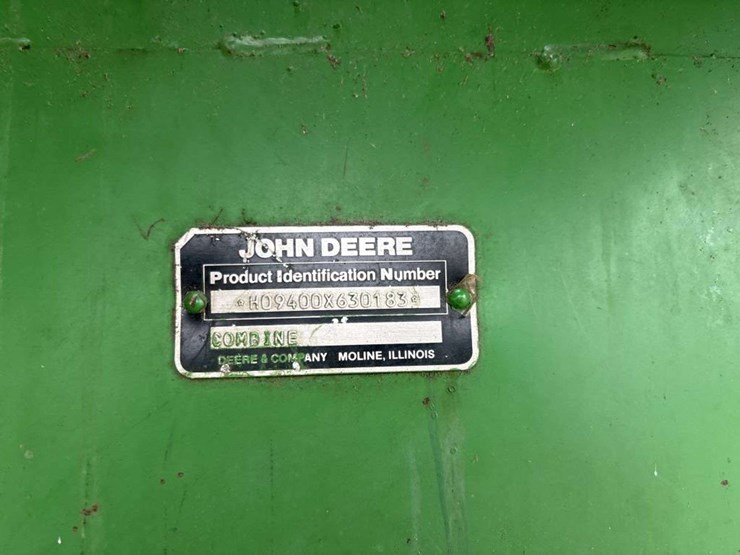 JOHN DEERE
Product Identification Number
*H09400X630183*
COMBINE
DEERE & COMPANY MOLINE, ILLINOIS